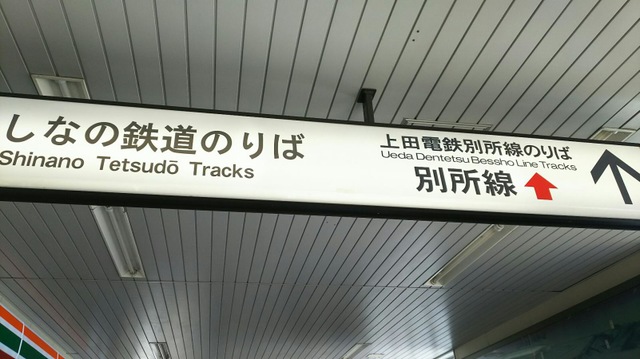 しなの鉄道のりば
Shinano Tetsudō Tracks
上田電鉄別所線のりば
Ueda Dentetsu Bessho Line Tracks
別所線